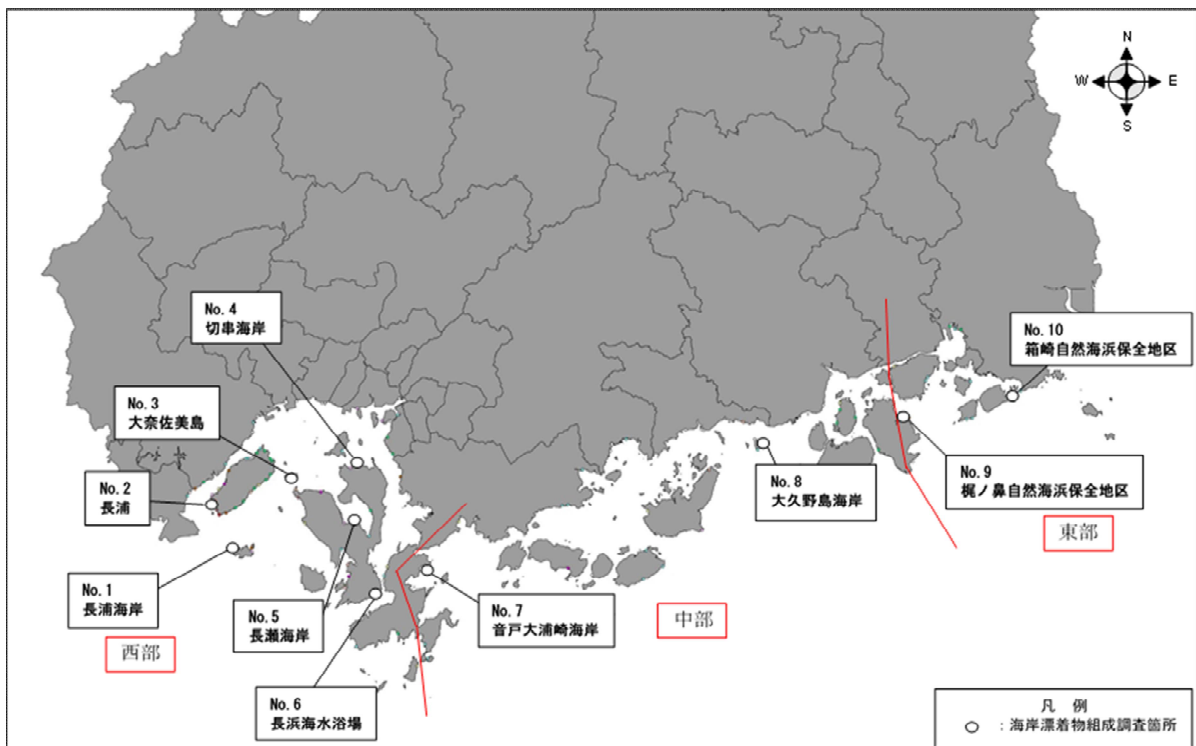 N
W
E
S
No. 4
切串海岸
No. 3
大奈佐美島
No. 2
長浦
No. 1
長浦海岸
西部
No. 5
長瀬海岸
No. 6
長浜海水浴場
No. 7
音戸大浦崎海岸
中部
No. 8
大久野島海岸
No. 9
梶ノ鼻自然海浜保全地区
東部
No. 10
箱崎自然海浜保全地区
凡 例
：海岸漂着物組成調査箇所